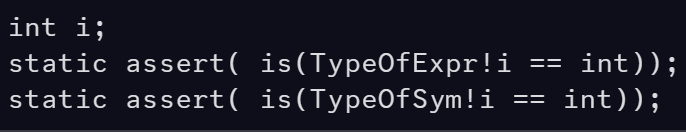 int i;
static assert( is(TypeOfExpr!i == int));
static assert( is(TypeOfSym!i == int));